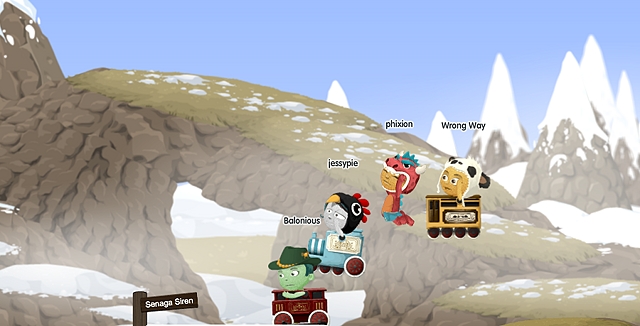 phixion
Wrong Way
jessypie
Balonious
Senaga Siren